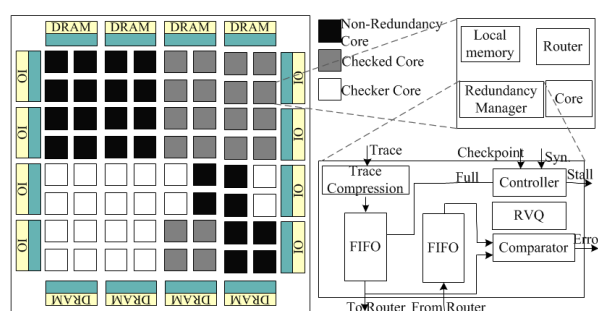 DRAM DRAM DRAM DRAM
IO
IO
IO
IO
IO
IO
IO
DRAM DRAM DRAM DRAM
Non-Redundancy
Core
Checked Core
Checker Core
Local
memory
Router
Redundancy
Manager
Core
Trace
Checkpoint
Syn.
Trace
Compression
Full
Controller
Stall
RVQ
FIFO
FIFO
Comparator
Erro
To Router From Router